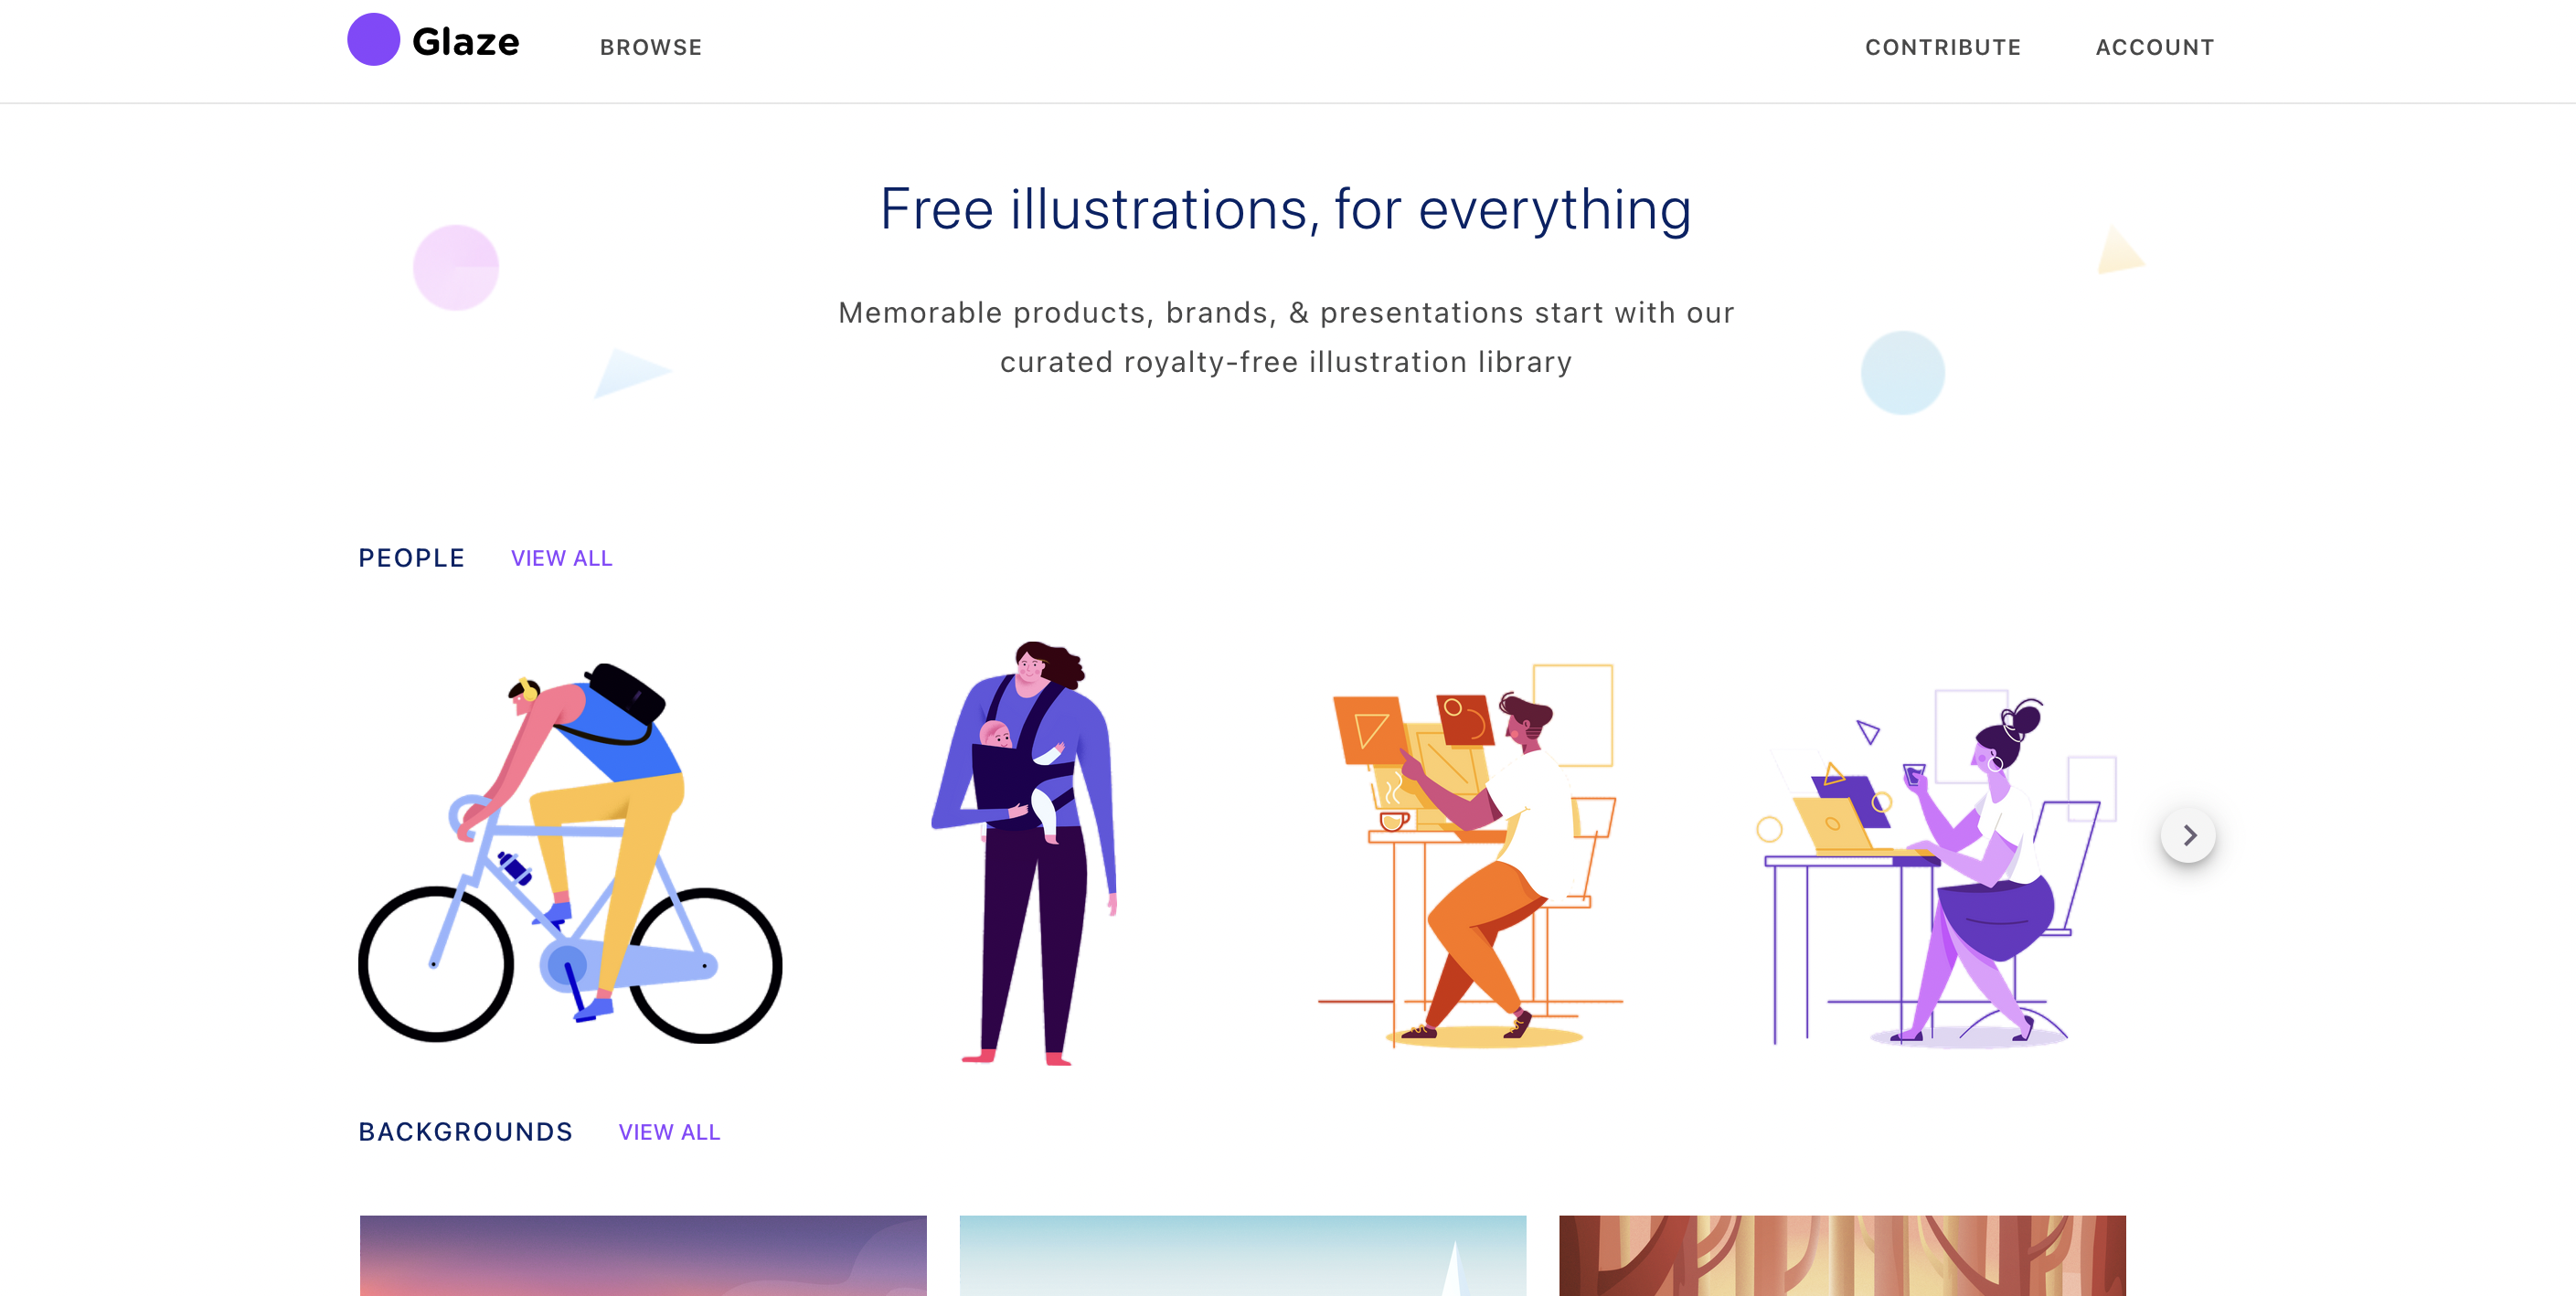 Glaze
BROWSE
CONTRIBUTE
ACCOUNT
Free illustrations, for everything
Memorable products, brands, & presentations start with our
curated royalty-free illustration library
PEOPLE
VIEW ALL
BACKGROUNDS
VIEW ALL